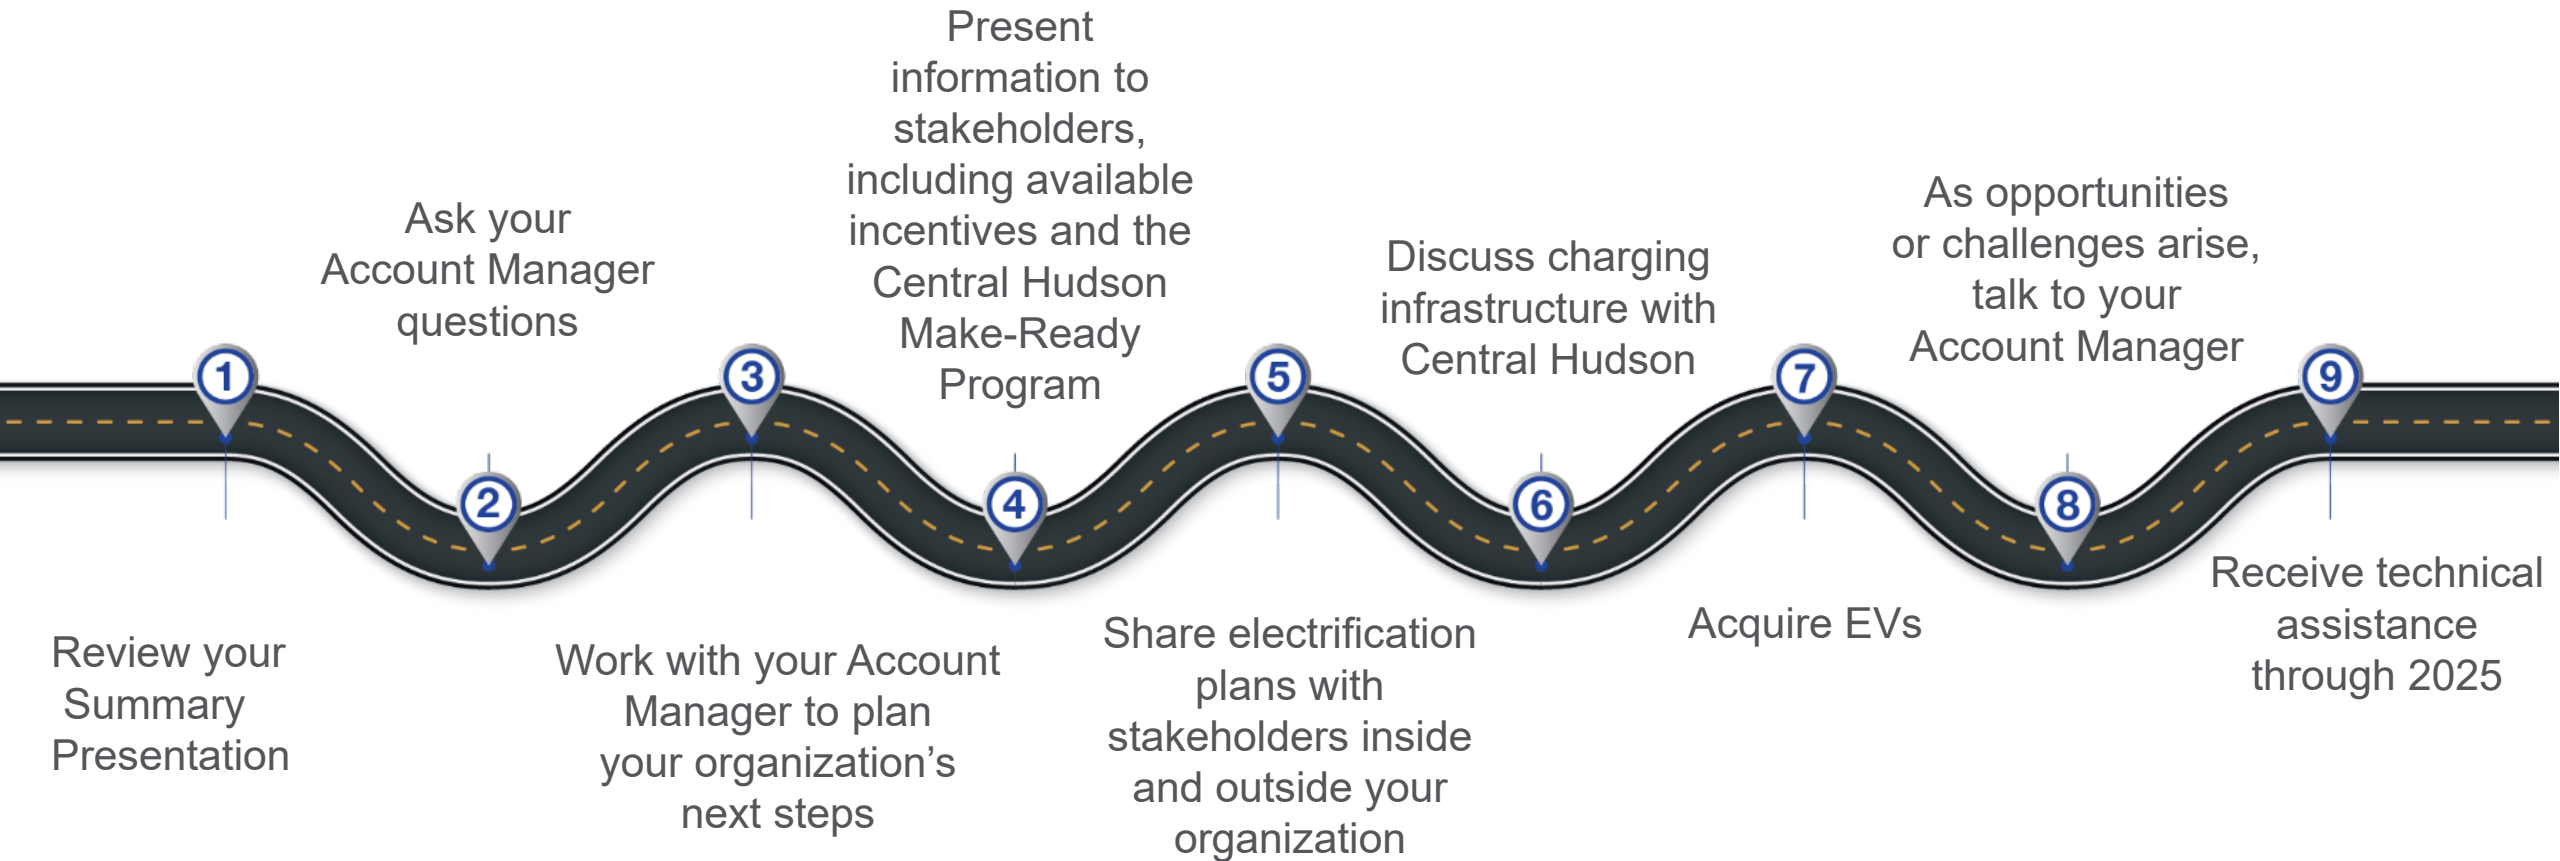 1
Review your
Summary
Presentation
2
Ask your
Account Manager
questions
3
Work with your Account
Manager to plan
your organization’s
next steps
4
Present
information to
stakeholders,
including available
incentives and the
Central Hudson
Make-Ready
Program
5
Share electrification
plans with
stakeholders inside
and outside your
organization
6
Discuss charging
infrastructure with
Central Hudson
7
Acquire EVs
8
As opportunities
or challenges arise,
talk to your
Account Manager
9
Receive technical
assistance
through 2025